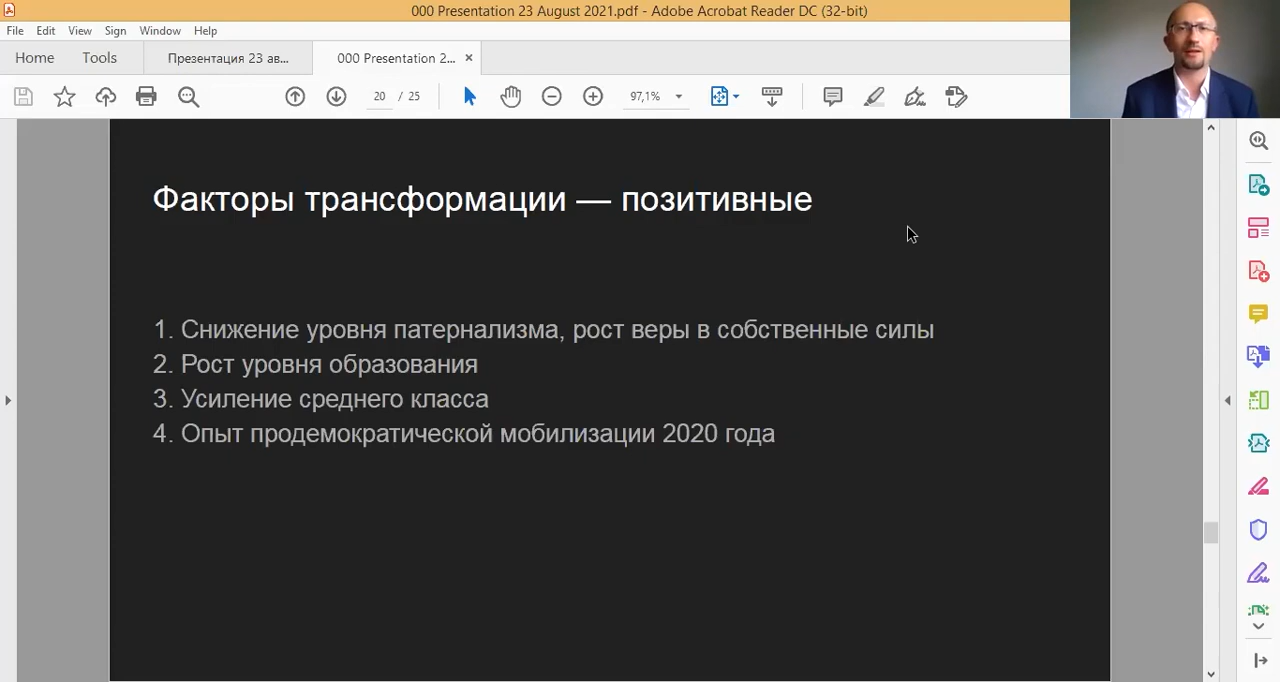 000 Presentation 23 August 2021.pdf - Adobe Acrobat Reader DC (32-bit)
File Edit View Sign Window Help
Home Tools Презентация 23 ав... 000 Presentation 2... ×
20 / 25 97,1%
Факторы трансформации — позитивные
1. Снижение уровня патернализма, рост веры в собственные силы
2. Рост уровня образования
3. Усиление среднего класса
4. Опыт продемократической мобилизации 2020 года